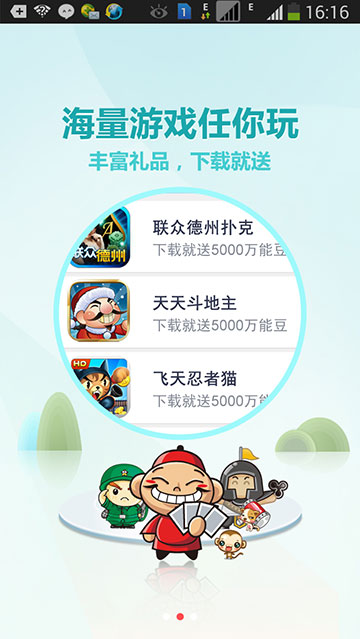 16:16
海量游戏任你玩
丰富礼品，下载就送
联众德州扑克
下载就送5000万能豆
联众德州
天天斗地主
下载就送5000万能豆
HD
飞天忍者猫
下载就送5000万能